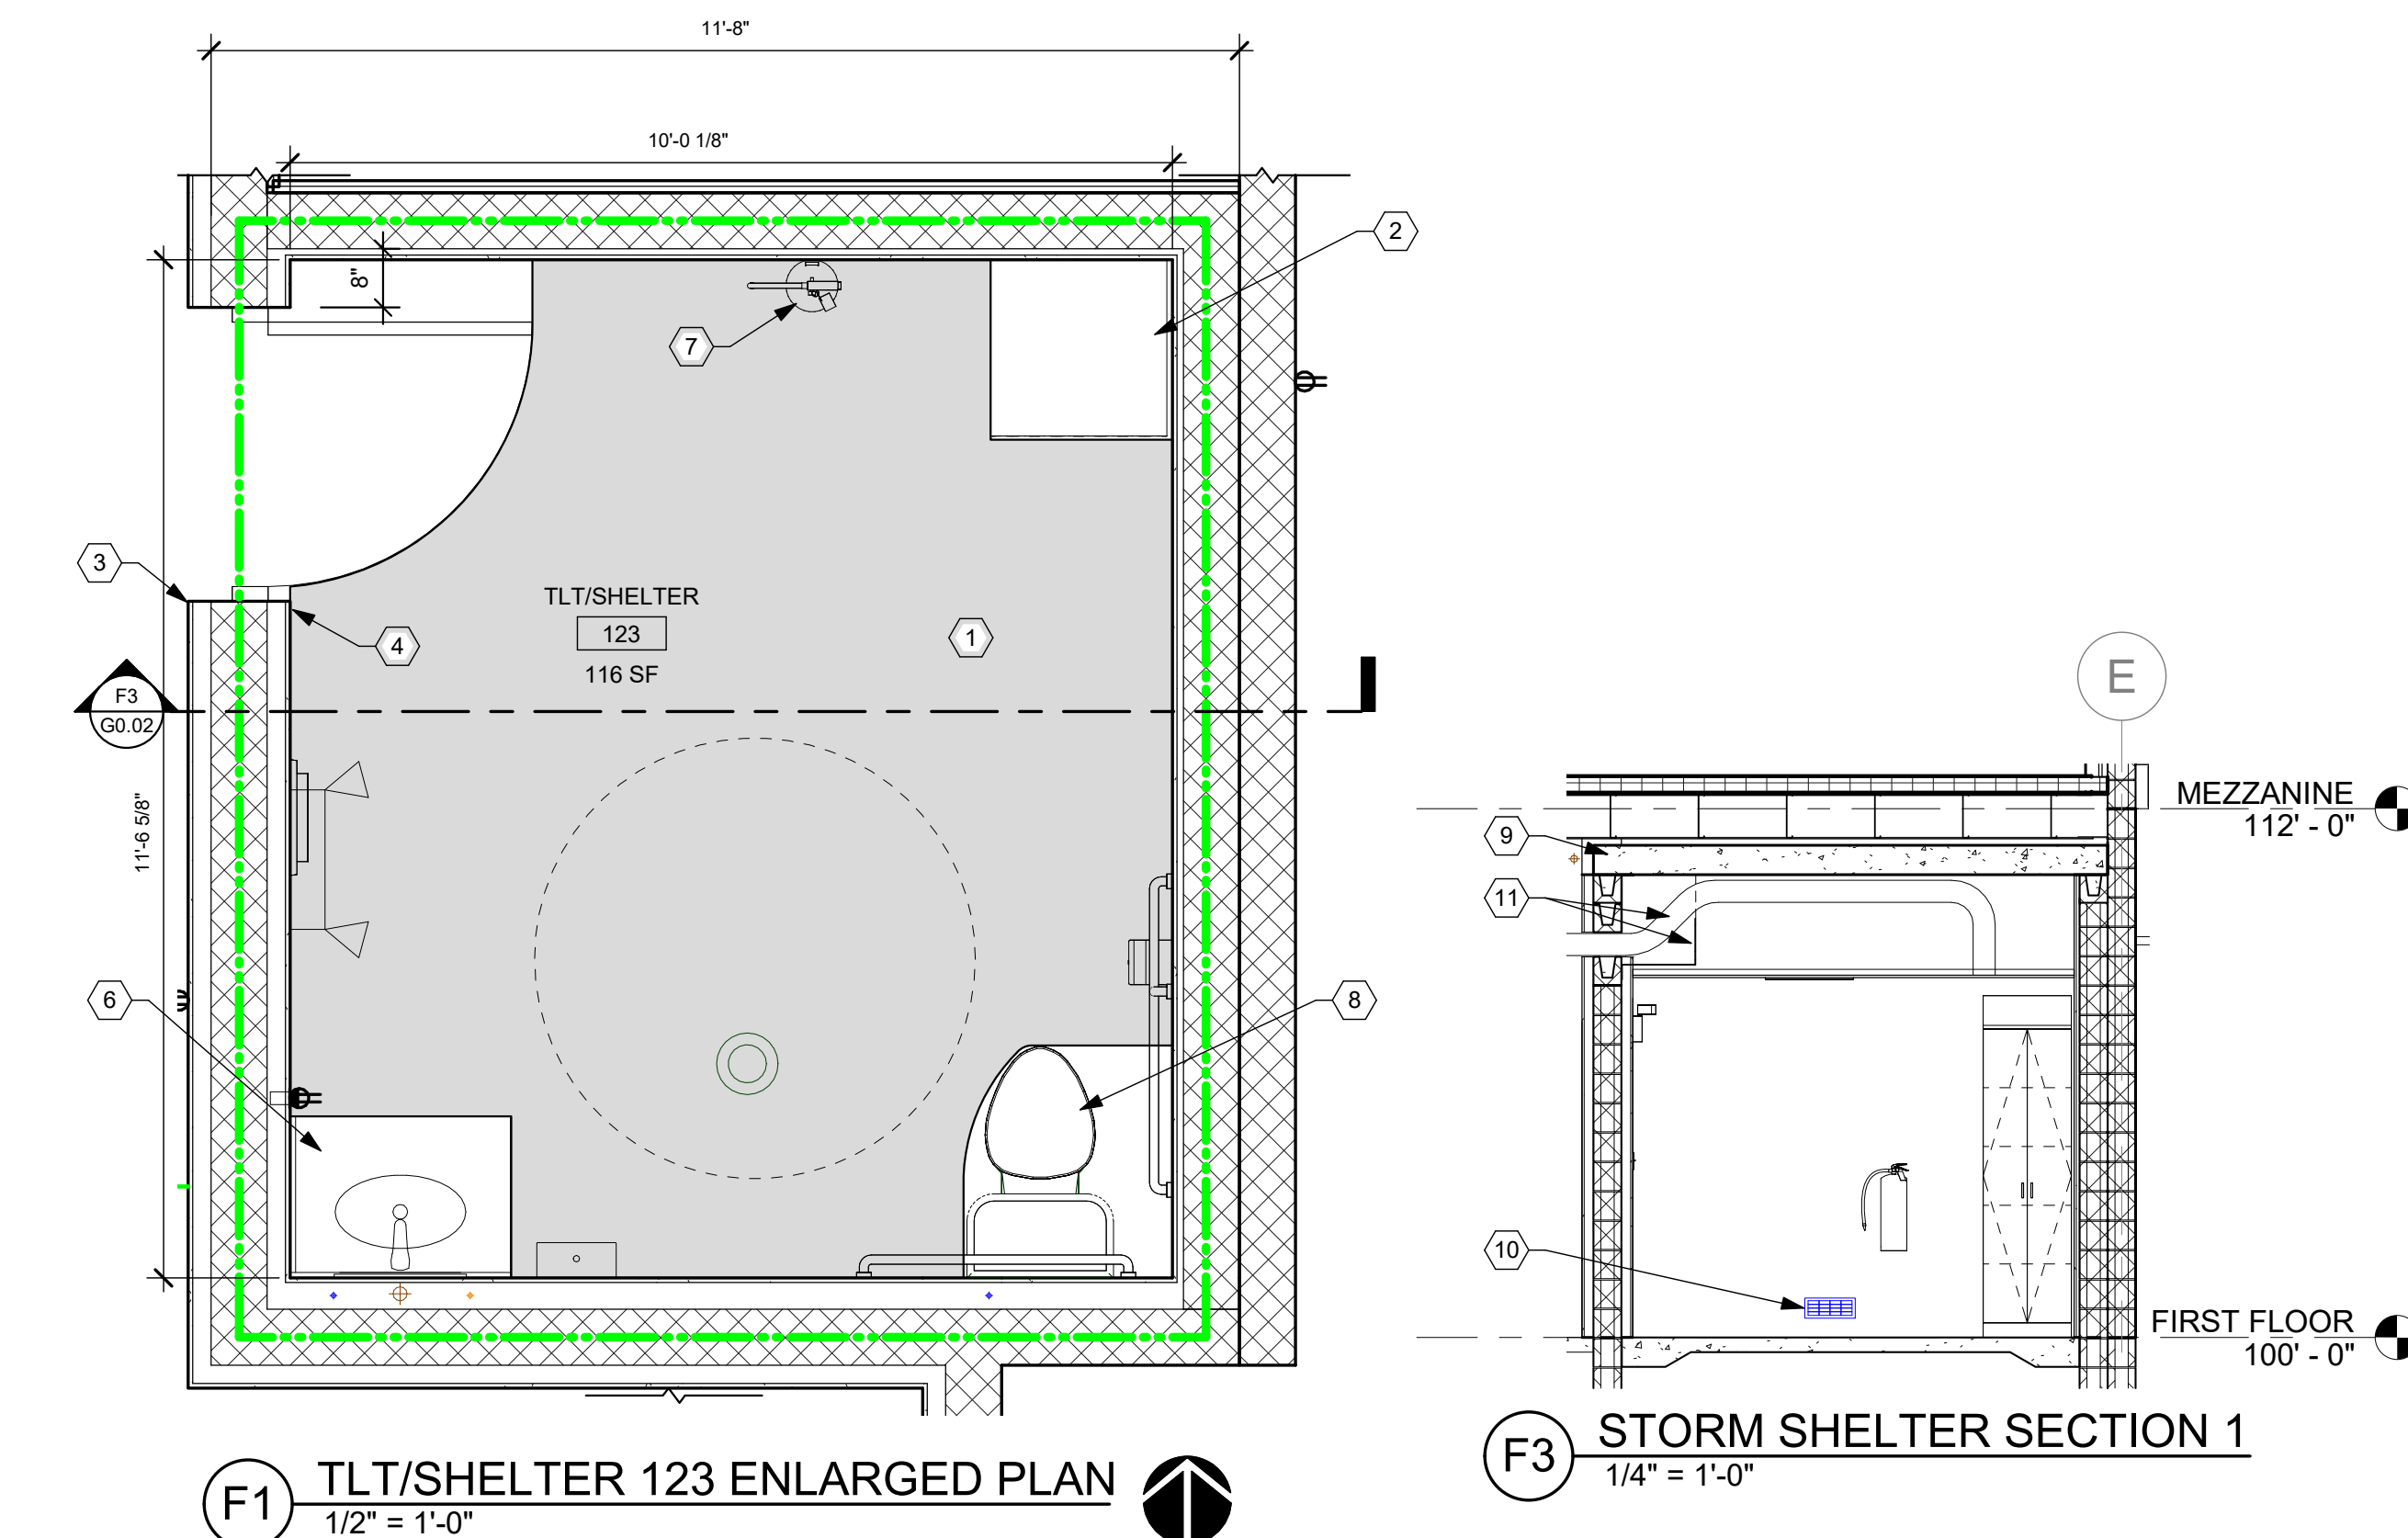 11'-8"
10'-0 1/8"
8"
2
7
3
4
TLT/SHELTER
123
116 SF
1
F3
G0.02
11'-6 5/8"
6
8
F1
TLT/SHELTER 123 ENLARGED PLAN
1/2" = 1'-0"
E
MEZZANINE
112' - 0"
9
11
10
FIRST FLOOR
100' - 0"
F3
STORM SHELTER SECTION 1
1/4" = 1'-0"